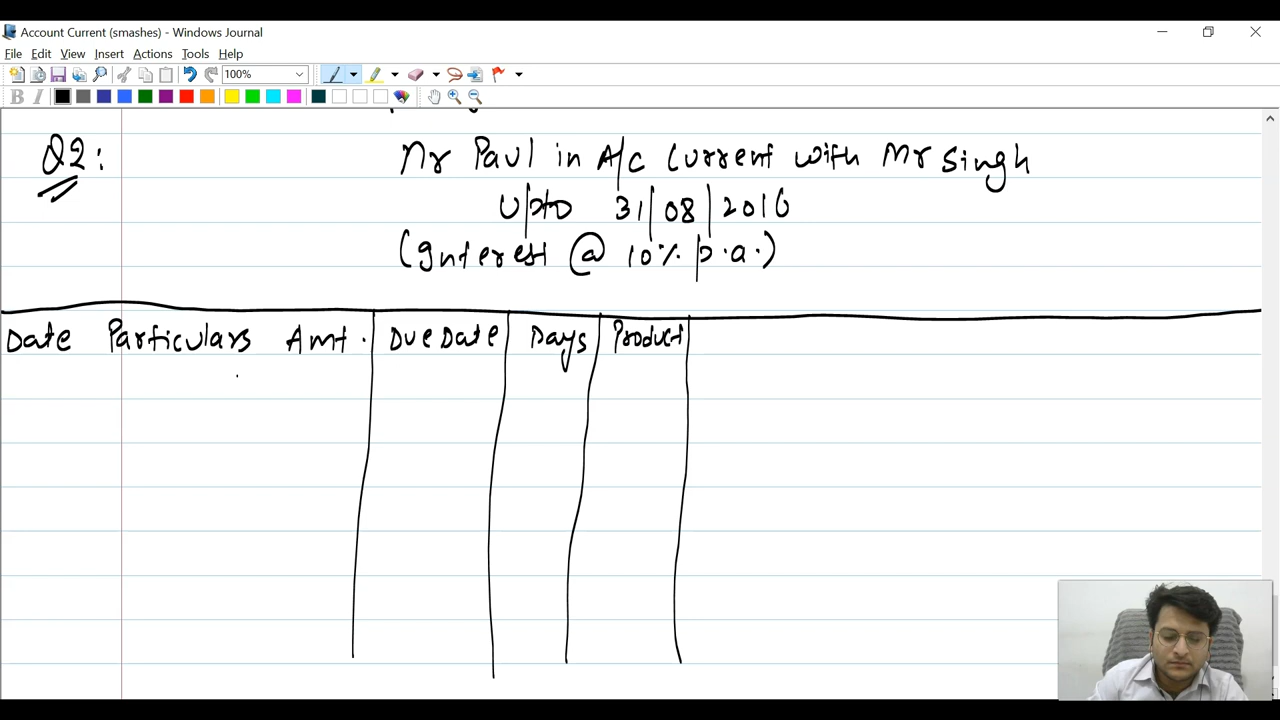 Account Current (smashes) - Windows Journal
File Edit View Insert Actions Tools Help
100%
B I
Q2:
Mr Paul in A/c Current with Mr Singh
Upto 31/08/2016
(Interest @ 10% p.a.)
Date Particulars Amt. Due Date Days Product